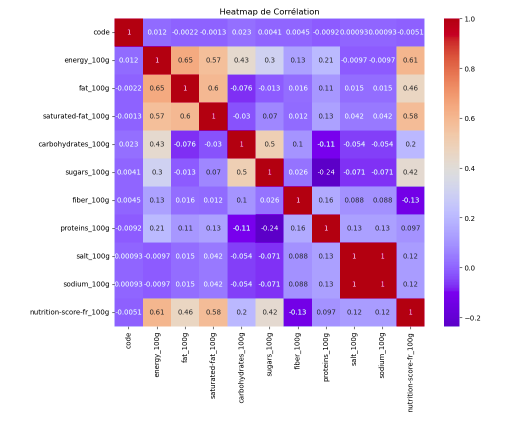 Heatmap de Corrélation
code 1 0.012 -0.0022 -0.0013 0.023 0.0041 0.0045 -0.0092 0.00093 0.00093 -0.0051
energy_100g 0.012 1 0.65 0.57 0.43 0.3 0.13 0.21 -0.0097 -0.0097 0.61
fat_100g -0.0022 0.65 1 0.6 -0.076 -0.013 0.016 0.11 0.015 0.015 0.46
saturated-fat_100g -0.0013 0.57 0.6 1 -0.03 0.07 0.012 0.13 0.042 0.042 0.58
carbohydrates_100g 0.023 0.43 -0.076 -0.03 1 0.5 0.1 -0.11 -0.054 -0.054 0.2
sugars_100g 0.0041 0.3 -0.013 0.07 0.5 1 0.026 -0.24 -0.071 -0.071 0.42
fiber_100g 0.0045 0.13 0.016 0.012 0.1 0.026 1 0.16 0.088 0.088 -0.13
proteins_100g -0.0092 0.21 0.11 0.13 -0.11 -0.24 0.16 1 0.13 0.13 0.097
salt_100g 0.00093 -0.0097 0.015 0.042 -0.054 -0.071 0.088 0.13 1 1 0.12
sodium_100g 0.00093 -0.0097 0.015 0.042 -0.054 -0.071 0.088 0.13 1 1 0.12
nutrition-score-fr_100g -0.0051 0.61 0.46 0.58 0.2 0.42 -0.13 0.097 0.12 0.12 1
code energy_100g fat_100g saturated-fat_100g carbohydrates_100g sugars_100g fiber_100g proteins_100g salt_100g sodium_100g nutrition-score-fr_100g
1.0
0.8
0.6
0.4
0.2
0.0
-0.2